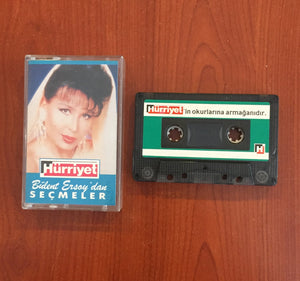 Hürriyet
Bülent Ersoy'dan
SEÇMELER
Hürriyet'in okurlarına armağanıdır.
H